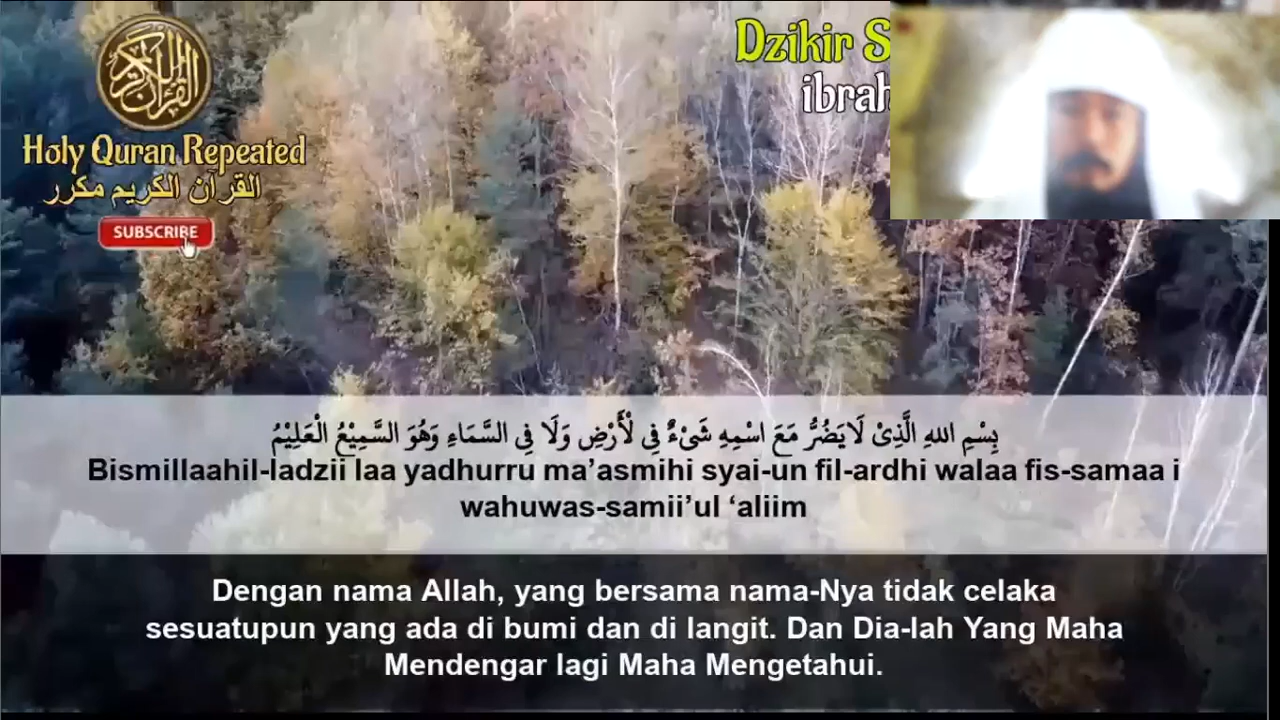 Dzikir S
ibrah
Holy Quran Repeated
القرآن الكريم مكرر
SUBSCRIBE
بِسْمِ اللهِ الَّذِيْ لَا يَضُرُّ مَعَ اسْمِهِ شَيْءٌ فِي لْأَرْضِ وَلَا فِي السَّمَاءِ وَهُوَ السَّمِيْعُ الْعَلِيْمُ
Bismillaahil-ladzii laa yadhurru ma’asmihi syai-un fil-ardhi walaa fis-samaa i
wahuwas-samii’ul ‘aliim
Dengan nama Allah, yang bersama nama-Nya tidak celaka
sesuatupun yang ada di bumi dan di langit. Dan Dia-lah Yang Maha
Mendengar lagi Maha Mengetahui.